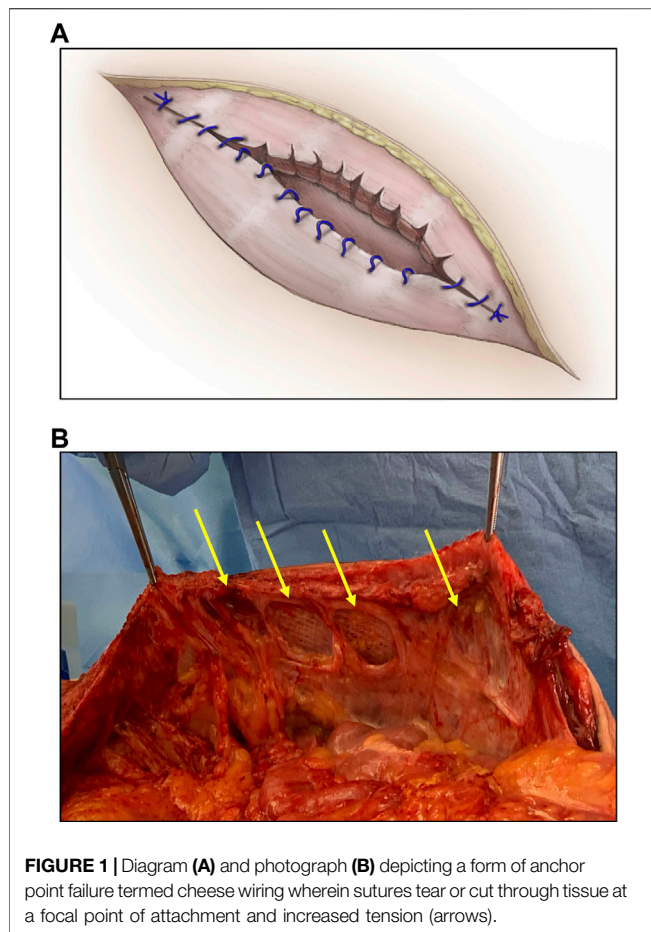 A
B
FIGURE 1 | Diagram (A) and photograph (B) depicting a form of anchor
point failure termed cheese wiring wherein sutures tear or cut through tissue at
a focal point of attachment and increased tension (arrows).